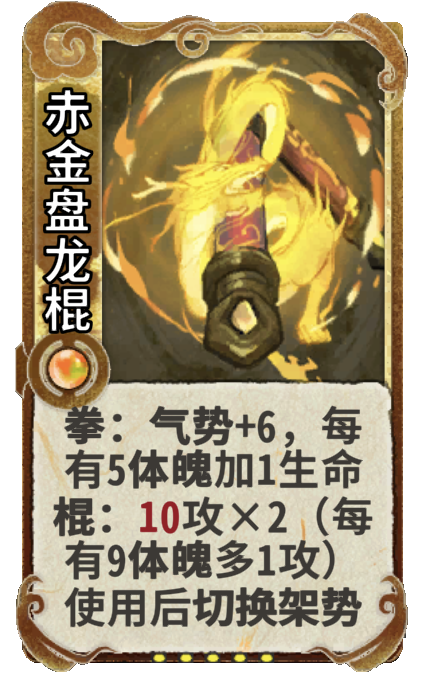 赤金盘龙棍
拳：气势+6，每
有5体魄加1生命
棍：10攻×2（每
有9体魄多1攻）
使用后切换架势